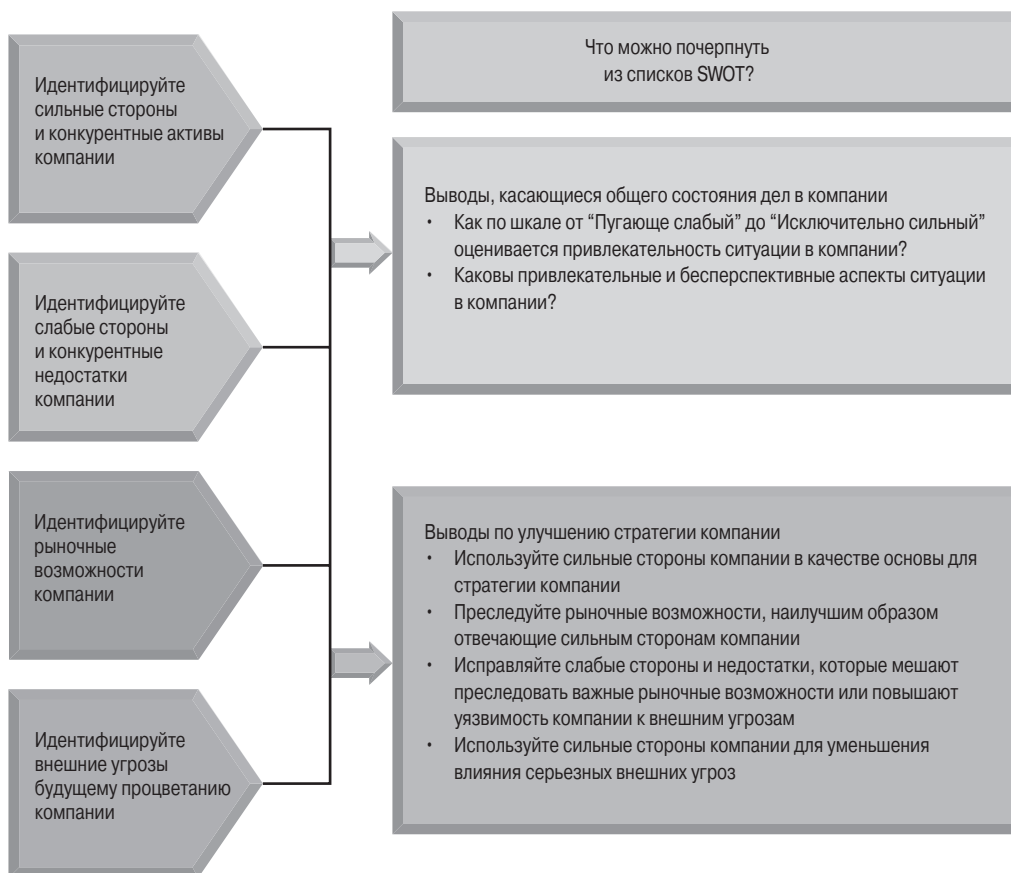 Идентифицируйте
сильные стороны
и конкурентные активы
компании
Идентифицируйте
слабые стороны
и конкурентные
недостатки
компании
Идентифицируйте
рыночные
возможности
компании
Идентифицируйте
внешние угрозы
будущему процветанию
компании
Что можно почерпнуть
из списков SWOT?
Выводы, касающиеся общего состояния дел в компании
• Как по шкале от “Пугающе слабый” до “Исключительно сильный”
оценивается привлекательность ситуации в компании?
• Каковы привлекательные и бесперспективные аспекты ситуации
в компании?
Выводы по улучшению стратегии компании
• Используйте сильные стороны компании в качестве основы для
стратегии компании
• Преследуйте рыночные возможности, наилучшим образом
отвечающие сильным сторонам компании
• Исправляйте слабые стороны и недостатки, которые мешают
преследовать важные рыночные возможности или повышают
уязвимость компании к внешним угрозам
• Используйте сильные стороны компании для уменьшения
влияния серьезных внешних угроз